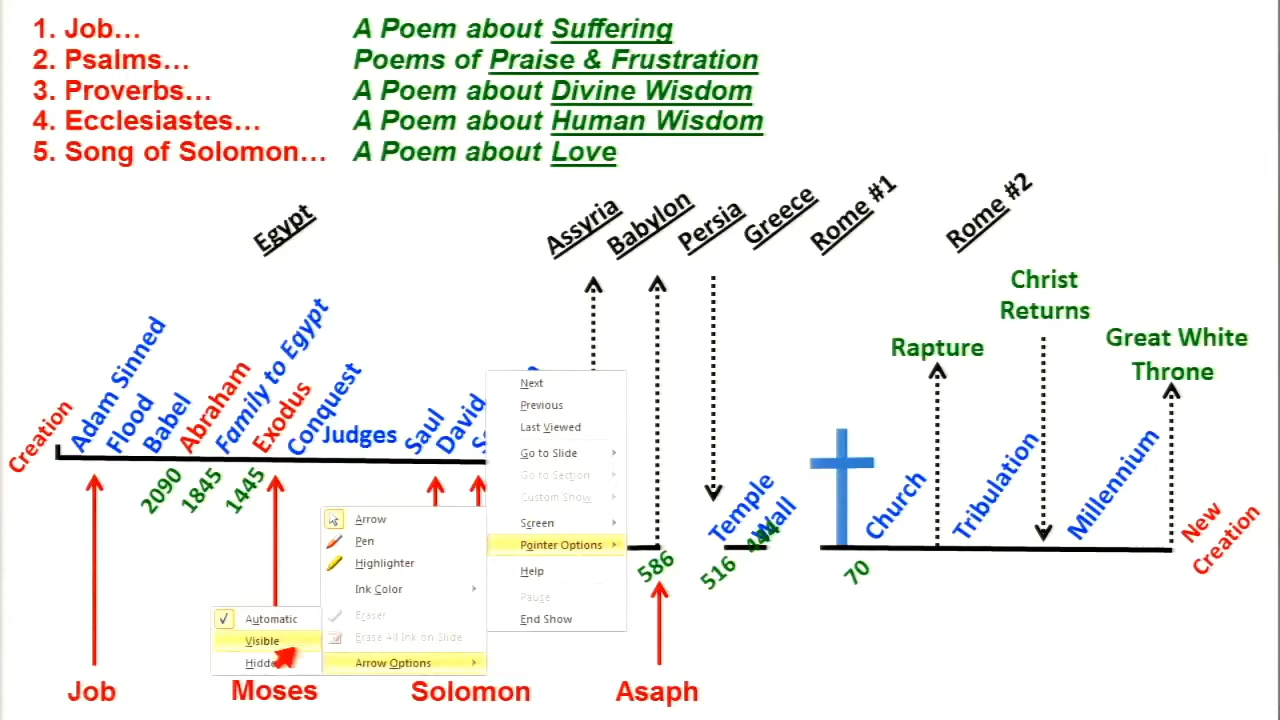 1. Job… A Poem about Suffering
2. Psalms… Poems of Praise & Frustration
3. Proverbs… A Poem about Divine Wisdom
4. Ecclesiastes… A Poem about Human Wisdom
5. Song of Solomon… A Poem about Love
Egypt
Assyria
Babylon
Persia
Greece
Rome #1
Rome #2
Christ
Returns
Rapture
Great White
Throne
Creation
Adam Sinned
Flood
Babel
Abraham
Family to Egypt
Exodus
Conquest
Judges
Saul
David
2090
1845
1445
586
516
444
70
Temple
Wall
Church
Tribulation
Millennium
New
Creation
Next
Previous
Last Viewed
Go to Slide
Go to Section
Custom Show
Screen
Pointer Options
Help
Pause
End Show
Arrow
Pen
Highlighter
Ink Color
Eraser
Erase All Ink on Slide
Arrow Options
Automatic
Visible
Job
Moses
Solomon
Asaph